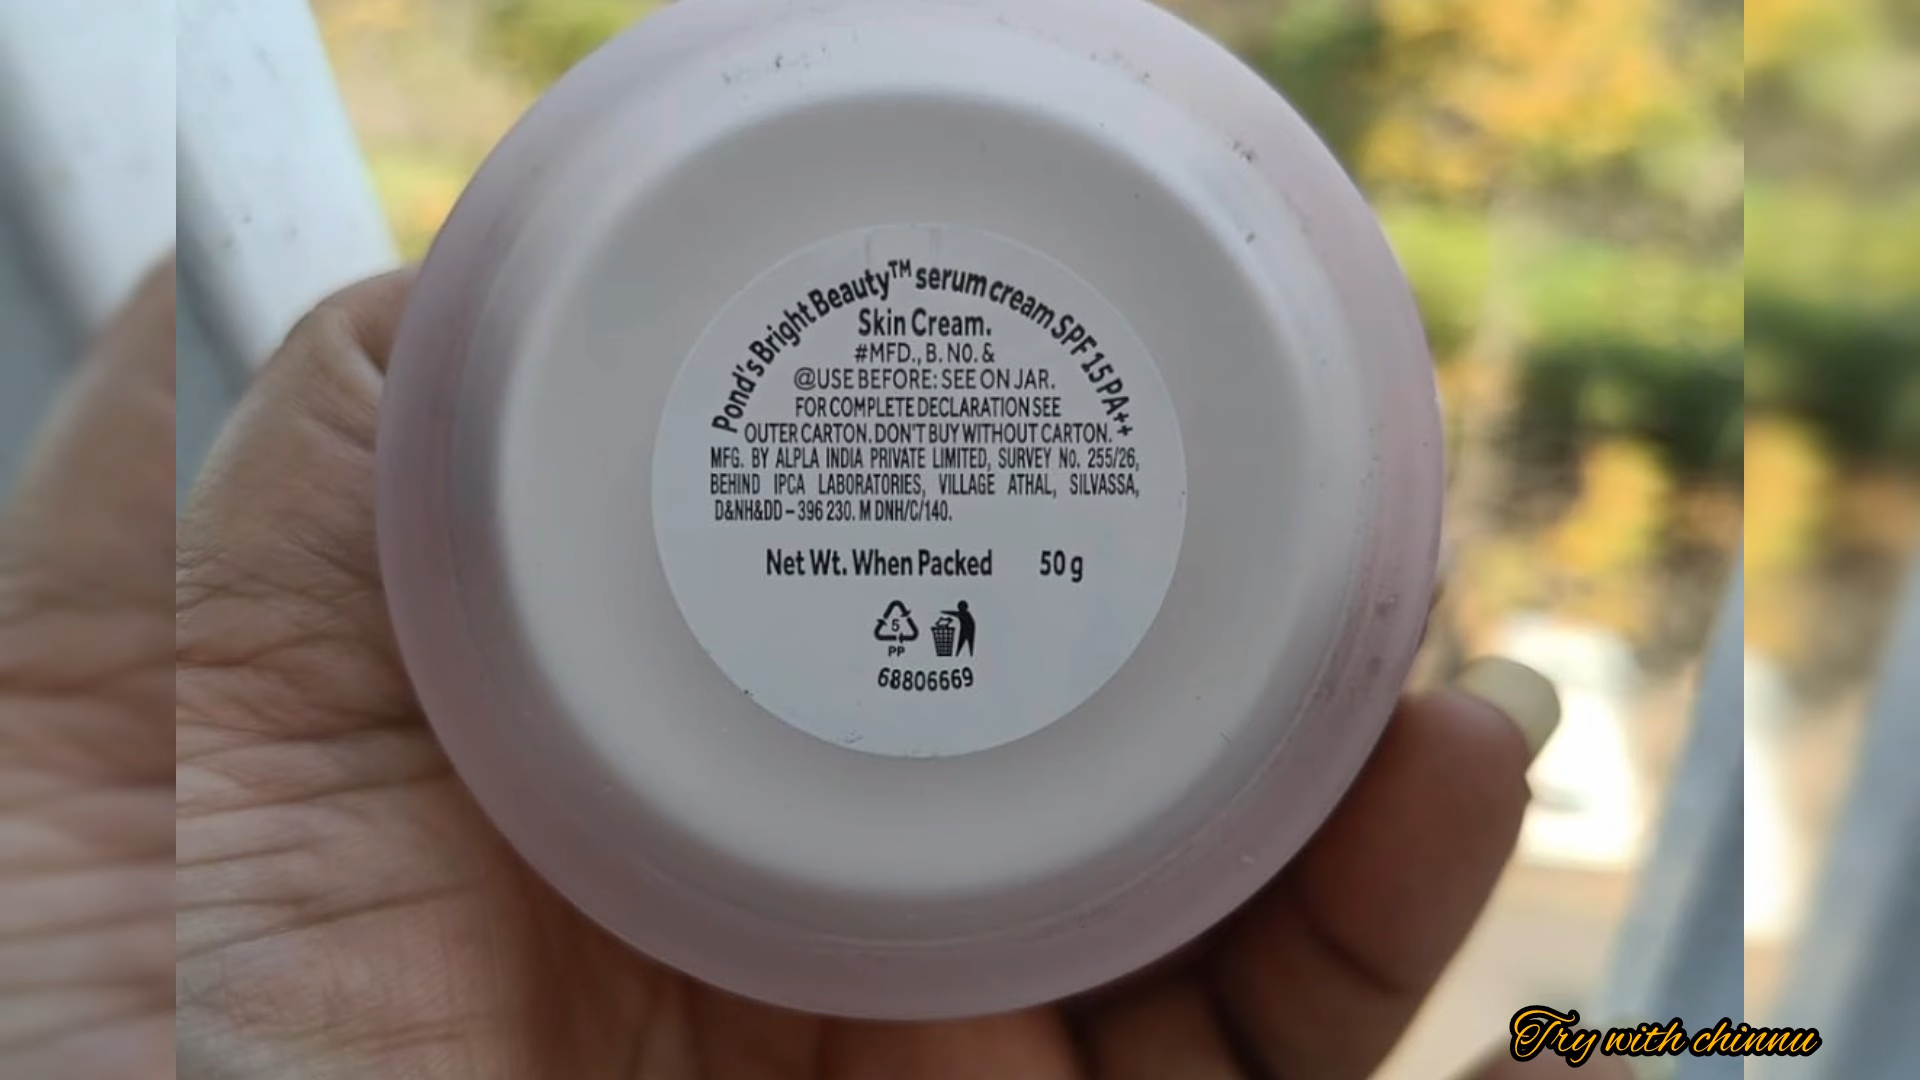 Pond's Bright Beauty™ serum cream SPF 15 PA++
Skin Cream.
#MFD., B. NO. &
@USE BEFORE: SEE ON JAR.
FOR COMPLETE DECLARATION SEE
OUTER CARTON. DON'T BUY WITHOUT CARTON.
MFG. BY ALPLA INDIA PRIVATE LIMITED, SURVEY No. 255/26,
BEHIND IPCA LABORATORIES, VILLAGE ATHAL, SILVASSA,
D&NH&DD – 396 230. M DNH/C/140.
Net Wt. When Packed 50 g
5
PP
68806669
Try with chinnu